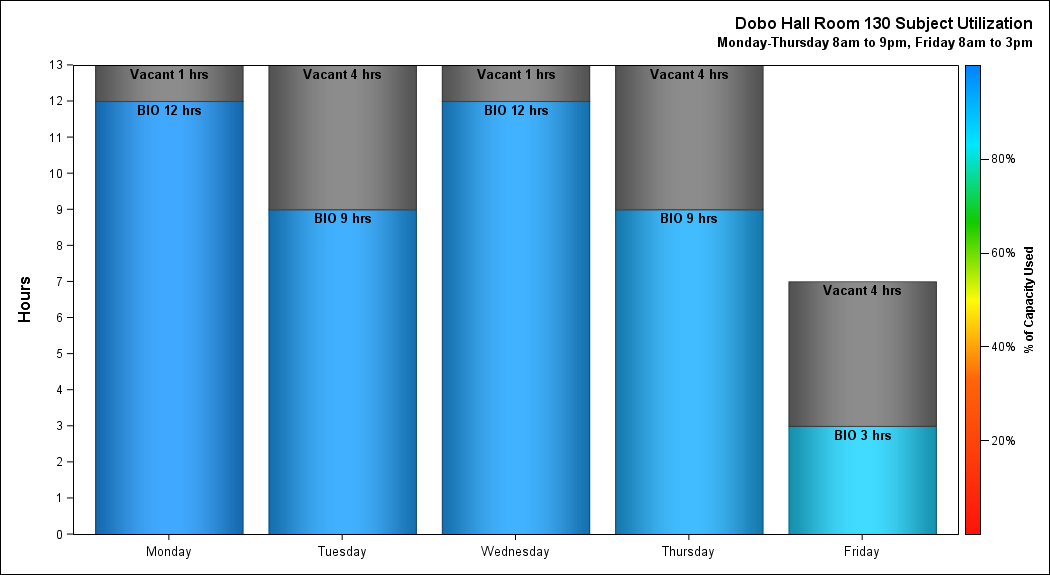 Dobo Hall Room 130 Subject Utilization
Monday-Thursday 8am to 9pm, Friday 8am to 3pm
Hours
13
12
11
10
9
8
7
6
5
4
3
2
1
0
Vacant 1 hrs
BIO 12 hrs
Vacant 4 hrs
BIO 9 hrs
Vacant 1 hrs
BIO 12 hrs
Vacant 4 hrs
BIO 9 hrs
Vacant 4 hrs
BIO 3 hrs
Monday
Tuesday
Wednesday
Thursday
Friday
80%
60%
40%
20%
% of Capacity Used